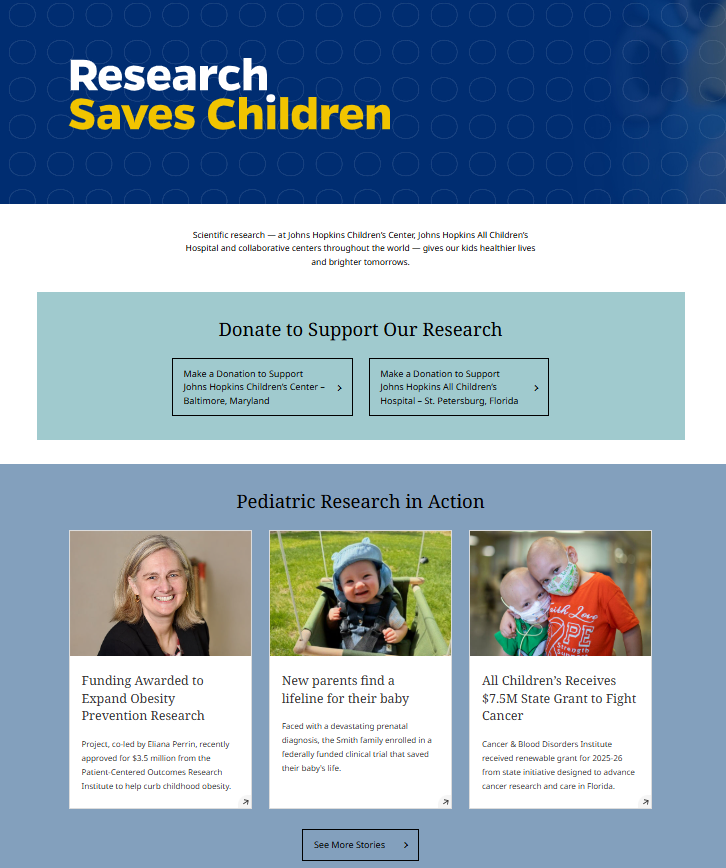 Research
Saves Children
Scientific research — at Johns Hopkins Children's Center, Johns Hopkins All Children's
Hospital and collaborative centers throughout the world — gives our kids healthier lives
and brighter tomorrows.
Donate to Support Our Research
Make a Donation to Support
Johns Hopkins Children's Center –
Baltimore, Maryland
Make a Donation to Support
Johns Hopkins All Children's
Hospital – St. Petersburg, Florida
Pediatric Research in Action
Funding Awarded to
Expand Obesity
Prevention Research
Project, co-led by Eliana Perrin, recently
approved for $3.5 million from the
Patient-Centered Outcomes Research
Institute to help curb childhood obesity.
New parents find a
lifeline for their baby
Faced with a devastating prenatal
diagnosis, the Smith family enrolled in a
federally funded clinical trial that saved
their baby's life.
All Children's Receives
$7.5M State Grant to Fight
Cancer
Cancer & Blood Disorders Institute
received renewable grant for 2025-26
from state initiative designed to advance
cancer research and care in Florida.
See More Stories